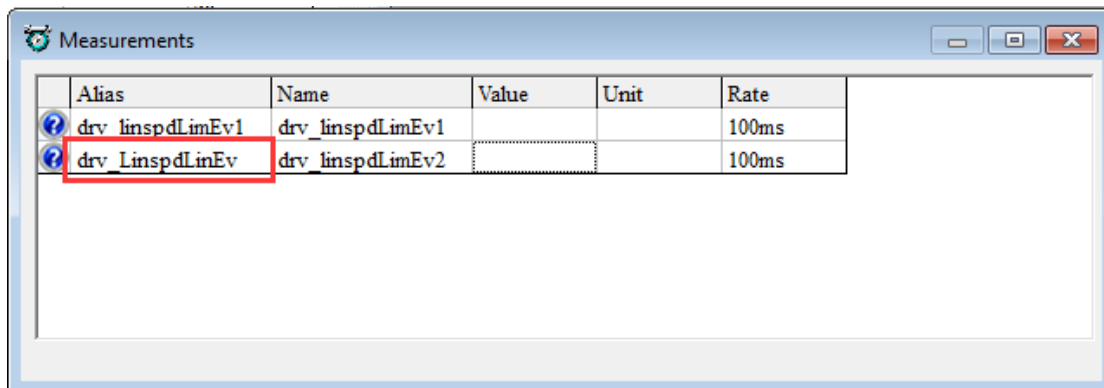 Measurements
Alias Name Value Unit Rate
drv_linspdLimEv1 drv_linspdLimEv1 100ms
drv_LinspdLinEv drv_linspdLimEv2 100ms